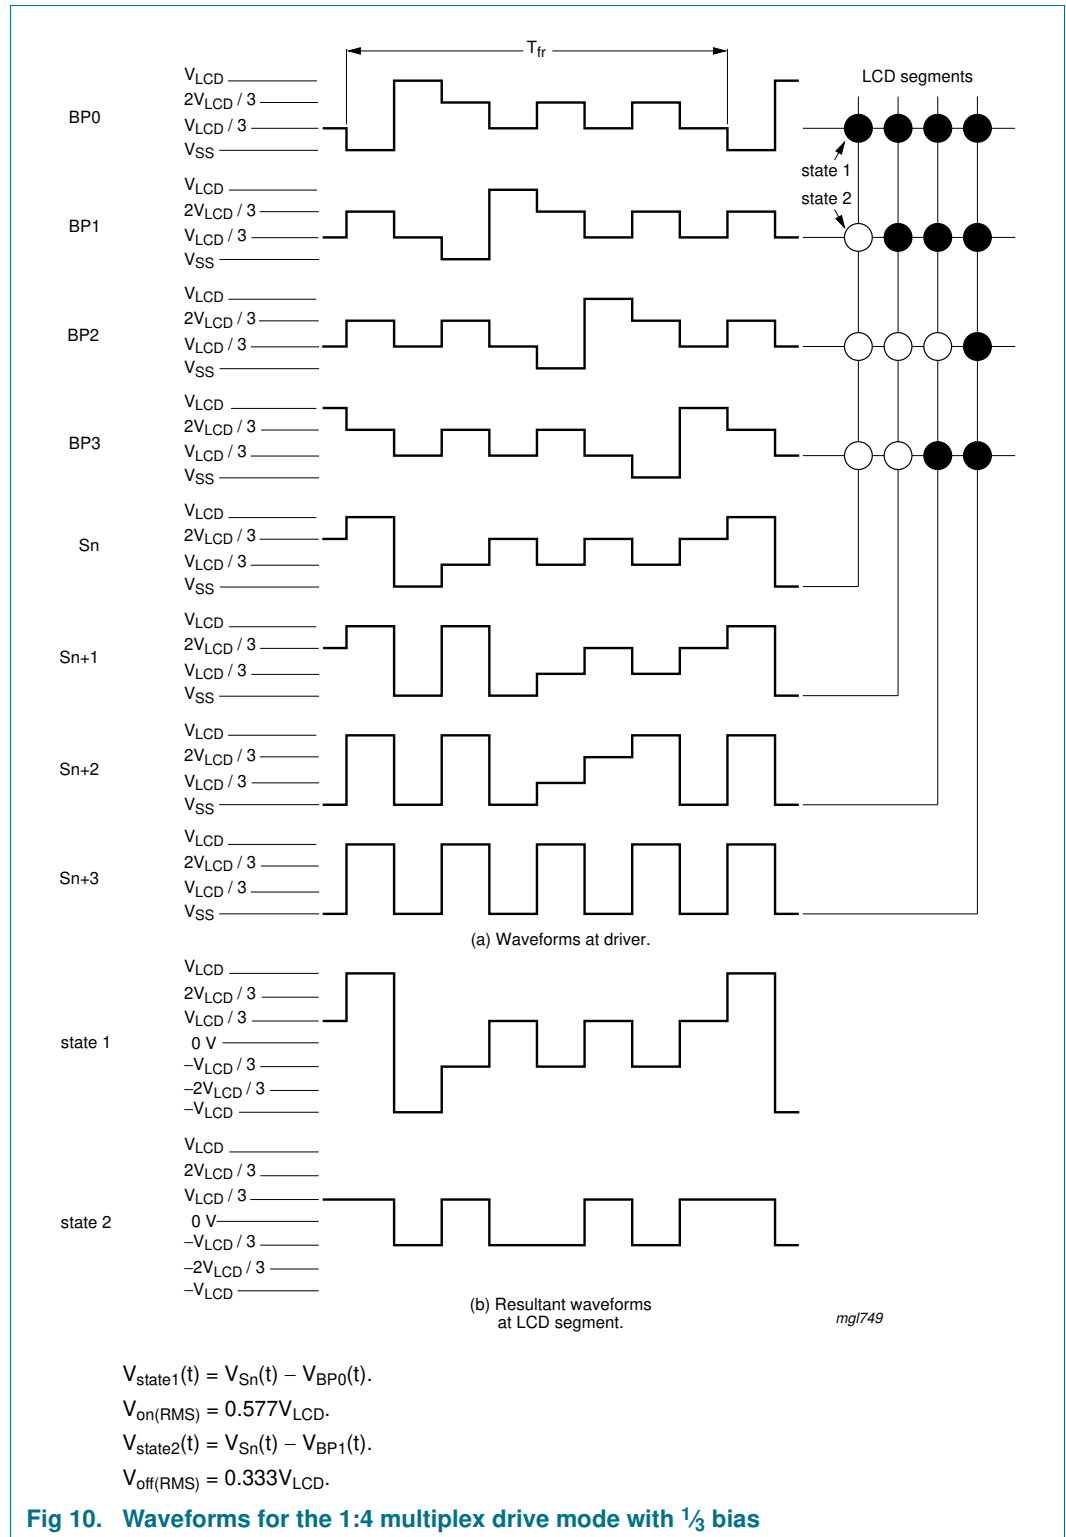 Tfr
LCD segments
BP0
VLCD
2VLCD / 3
VLCD / 3
VSS
state 1
state 2
BP1
VLCD
2VLCD / 3
VLCD / 3
VSS
BP2
VLCD
2VLCD / 3
VLCD / 3
VSS
BP3
VLCD
2VLCD / 3
VLCD / 3
VSS
Sn
VLCD
2VLCD / 3
VLCD / 3
VSS
Sn+1
VLCD
2VLCD / 3
VLCD / 3
VSS
Sn+2
VLCD
2VLCD / 3
VLCD / 3
VSS
Sn+3
VLCD
2VLCD / 3
VLCD / 3
VSS
(a) Waveforms at driver.
state 1
VLCD
2VLCD / 3
VLCD / 3
0 V
−VLCD / 3
−2VLCD / 3
−VLCD
state 2
VLCD
2VLCD / 3
VLCD / 3
0 V
−VLCD / 3
−2VLCD / 3
−VLCD
(b) Resultant waveforms
at LCD segment.
mgl749
Vstate1(t) = VSn(t) − VBP0(t).
Von(RMS) = 0.577VLCD.
Vstate2(t) = VSn(t) − VBP1(t).
Voff(RMS) = 0.333VLCD.
Fig 10. Waveforms for the 1:4 multiplex drive mode with 1⁄3 bias